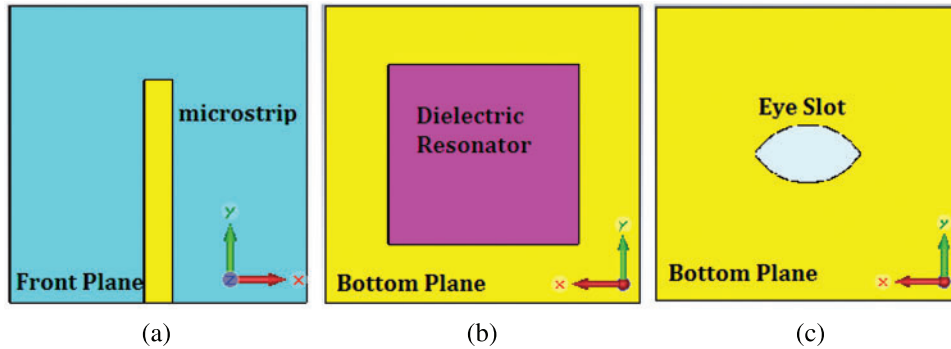 microstrip
Y
Z
X
Front Plane
(a)
Dielectric
Resonator
Y
X
Bottom Plane
(b)
Eye Slot
Y
X
Bottom Plane
(c)